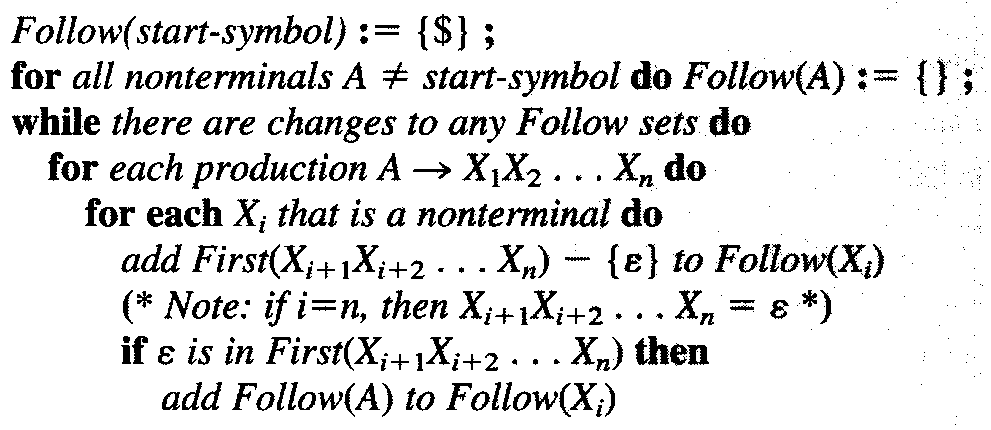 Follow(start-symbol) := {$} ;
for all nonterminals A ≠ start-symbol do Follow(A) := {} ;
while there are changes to any Follow sets do
for each production A → X₁X₂ . . . Xₙ do
for each Xᵢ that is a nonterminal do
add First(Xᵢ₊₁Xᵢ₊₂ . . . Xₙ) − {ε} to Follow(Xᵢ)
(* Note: if i=n, then Xᵢ₊₁Xᵢ₊₂ . . . Xₙ = ε *)
if ε is in First(Xᵢ₊₁Xᵢ₊₂ . . . Xₙ) then
add Follow(A) to Follow(Xᵢ)